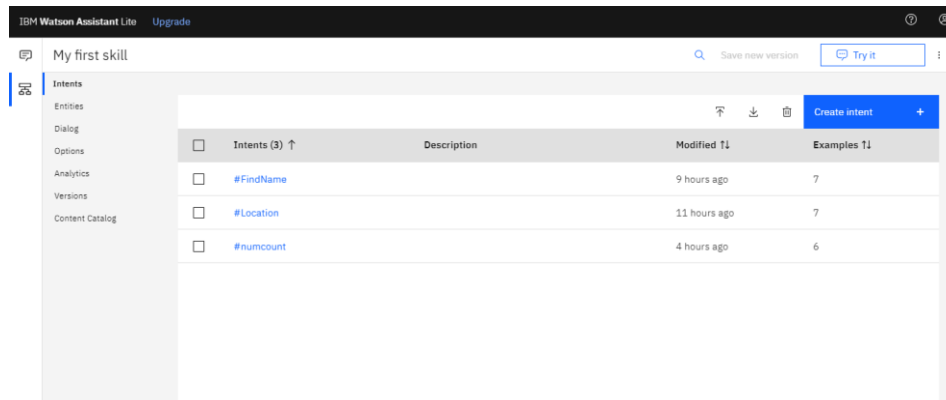 IBM Watson Assistant Lite Upgrade
My first skill Save new version Try it
Intents
Entities
Dialog
Options
Analytics
Versions
Content Catalog
Create intent +
Intents (3) ↑ Description Modified ↑↓ Examples ↑↓
#FindName 9 hours ago 7
#Location 11 hours ago 7
#numcount 4 hours ago 6